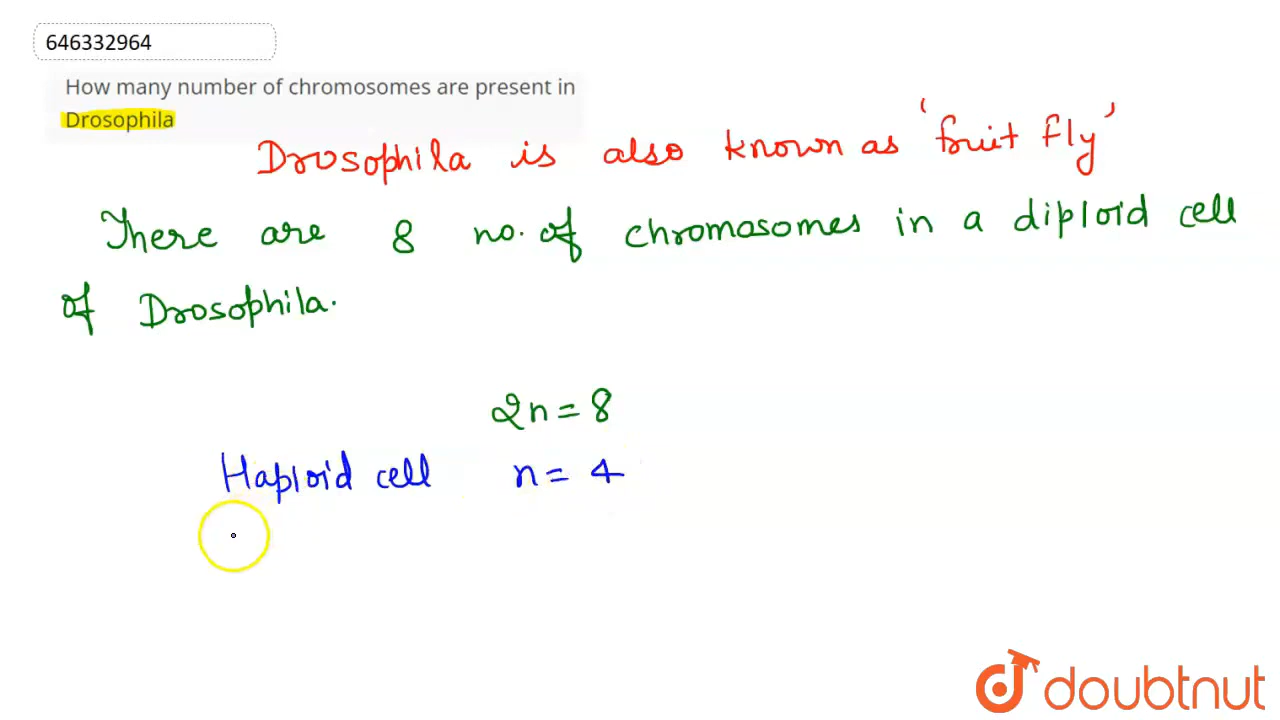 646332964
How many number of chromosomes are present in
Drosophila
Drosophila is also known as 'fruit fly'
There are 8 no. of chromosomes in a diploid cell
of Drosophila.
2n = 8
Haploid cell n = 4
doubtnut